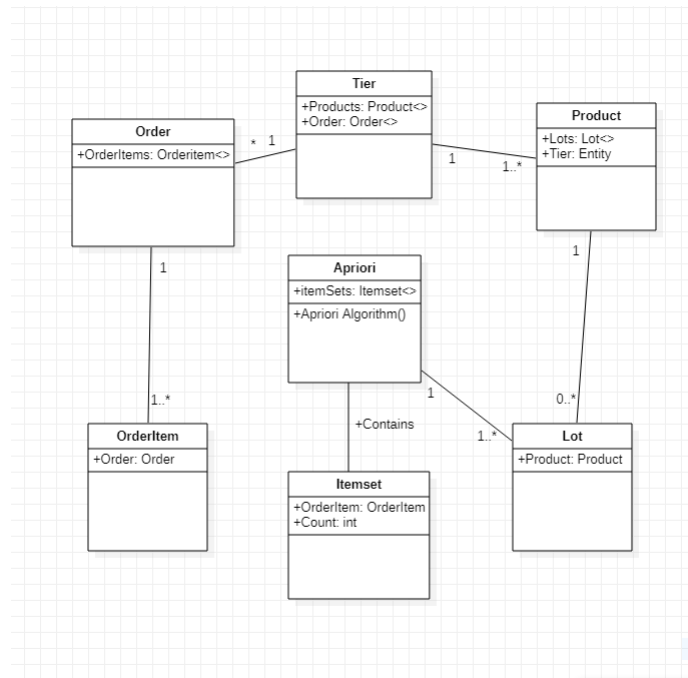 Tier
+Products: Product<>
+Order: Order<>
Product
+Lots: Lot<>
+Tier: Entity
Order
+OrderItems: Orderitem<>
* 1
1
1..*
1
1
Apriori
+itemSets: Itemset<>
+Apriori Algorithm()
1
1..*
0..*
1..*
+Contains
OrderItem
+Order: Order
Lot
+Product: Product
Itemset
+OrderItem: OrderItem
+Count: int